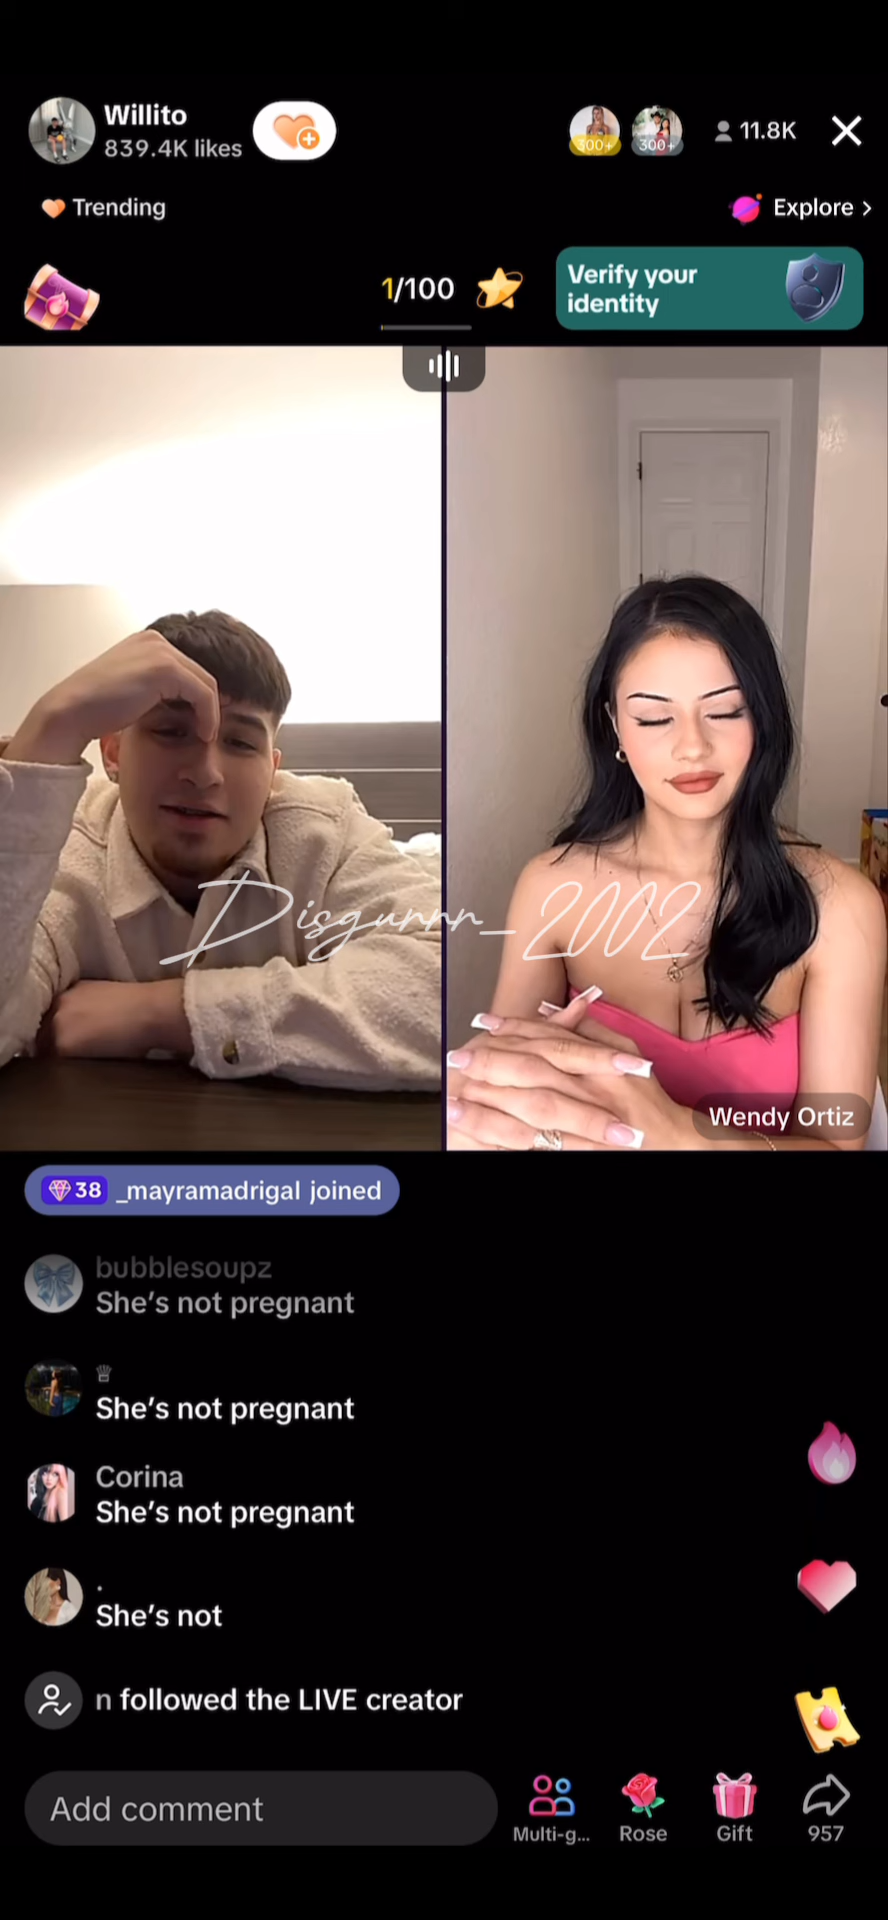 Willito
839.4K likes
300+
300+
11.8K
Trending
Explore >
1/100
Verify your
identity
Disgurrr_2002
Wendy Ortiz
38 _mayramadrigal joined
bubblesoupz
She's not pregnant
She's not pregnant
Corina
She's not pregnant
.
She's not
n followed the LIVE creator
Add comment
Multi-g...
Rose
Gift
957